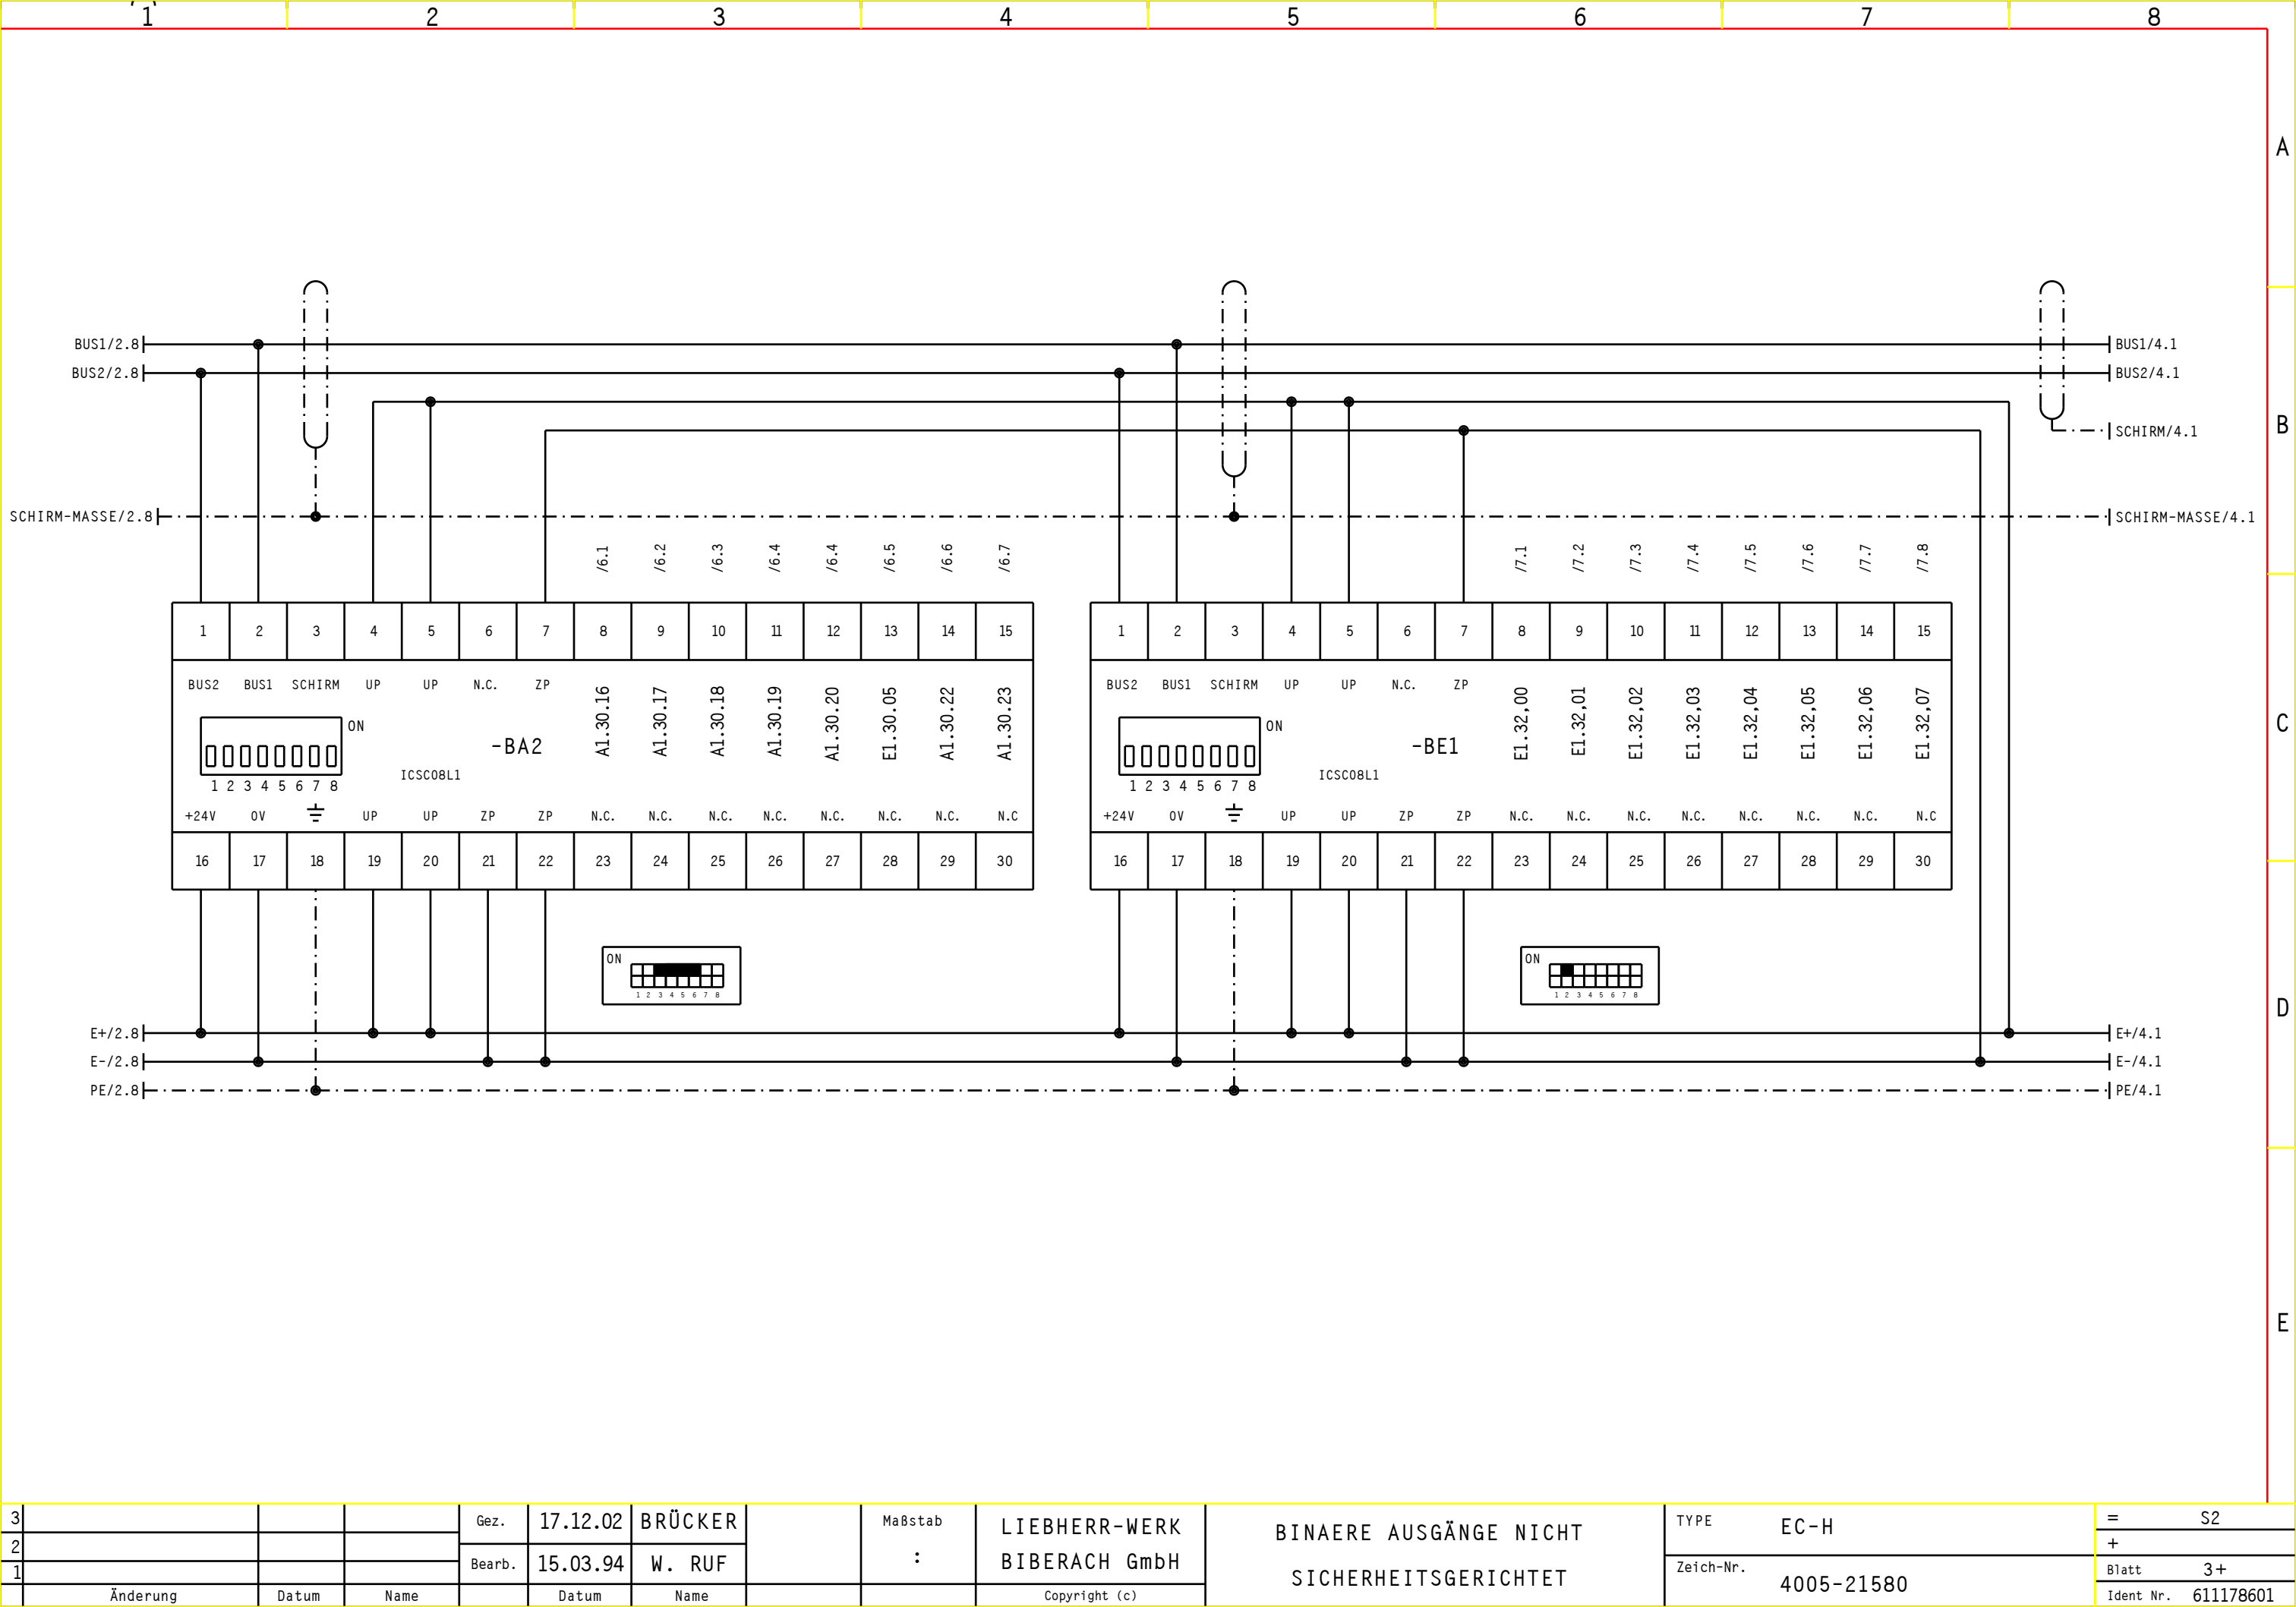 1 2 3 4 5 6 7 8
A
B
C
D
E
BUS1/2.8 BUS1/4.1
BUS2/2.8 BUS2/4.1
SCHIRM/4.1
SCHIRM-MASSE/2.8 SCHIRM-MASSE/4.1
/6.1 /6.2 /6.3 /6.4 /6.4 /6.5 /6.6 /6.7
1 2 3 4 5 6 7 8 9 10 11 12 13 14 15
BUS2 BUS1 SCHIRM UP UP N.C. ZP
A1.30.16 A1.30.17 A1.30.18 A1.30.19 A1.30.20 E1.30.05 A1.30.22 A1.30.23
ON
-BA2
ICSC08L1
1 2 3 4 5 6 7 8
+24V 0V UP UP ZP ZP N.C. N.C. N.C. N.C. N.C. N.C. N.C. N.C
16 17 18 19 20 21 22 23 24 25 26 27 28 29 30
ON
1 2 3 4 5 6 7 8
/7.1 /7.2 /7.3 /7.4 /7.5 /7.6 /7.7 /7.8
1 2 3 4 5 6 7 8 9 10 11 12 13 14 15
BUS2 BUS1 SCHIRM UP UP N.C. ZP
E1.32,00 E1.32,01 E1.32,02 E1.32,03 E1.32,04 E1.32,05 E1.32,06 E1.32,07
ON
-BE1
ICSC08L1
1 2 3 4 5 6 7 8
+24V 0V UP UP ZP ZP N.C. N.C. N.C. N.C. N.C. N.C. N.C. N.C
16 17 18 19 20 21 22 23 24 25 26 27 28 29 30
ON
1 2 3 4 5 6 7 8
E+/2.8 E+/4.1
E-/2.8 E-/4.1
PE/2.8 PE/4.1
3
2
1
Änderung Datum Name
Gez. 17.12.02 BRÜCKER
Bearb. 15.03.94 W. RUF
Datum Name
Maßstab
:
LIEBHERR-WERK
BIBERACH GmbH
Copyright (c)
BINAERE AUSGÄNGE NICHT
SICHERHEITSGERICHTET
TYPE EC-H
Zeich-Nr. 4005-21580
= S2
+
Blatt 3+
Ident Nr. 611178601